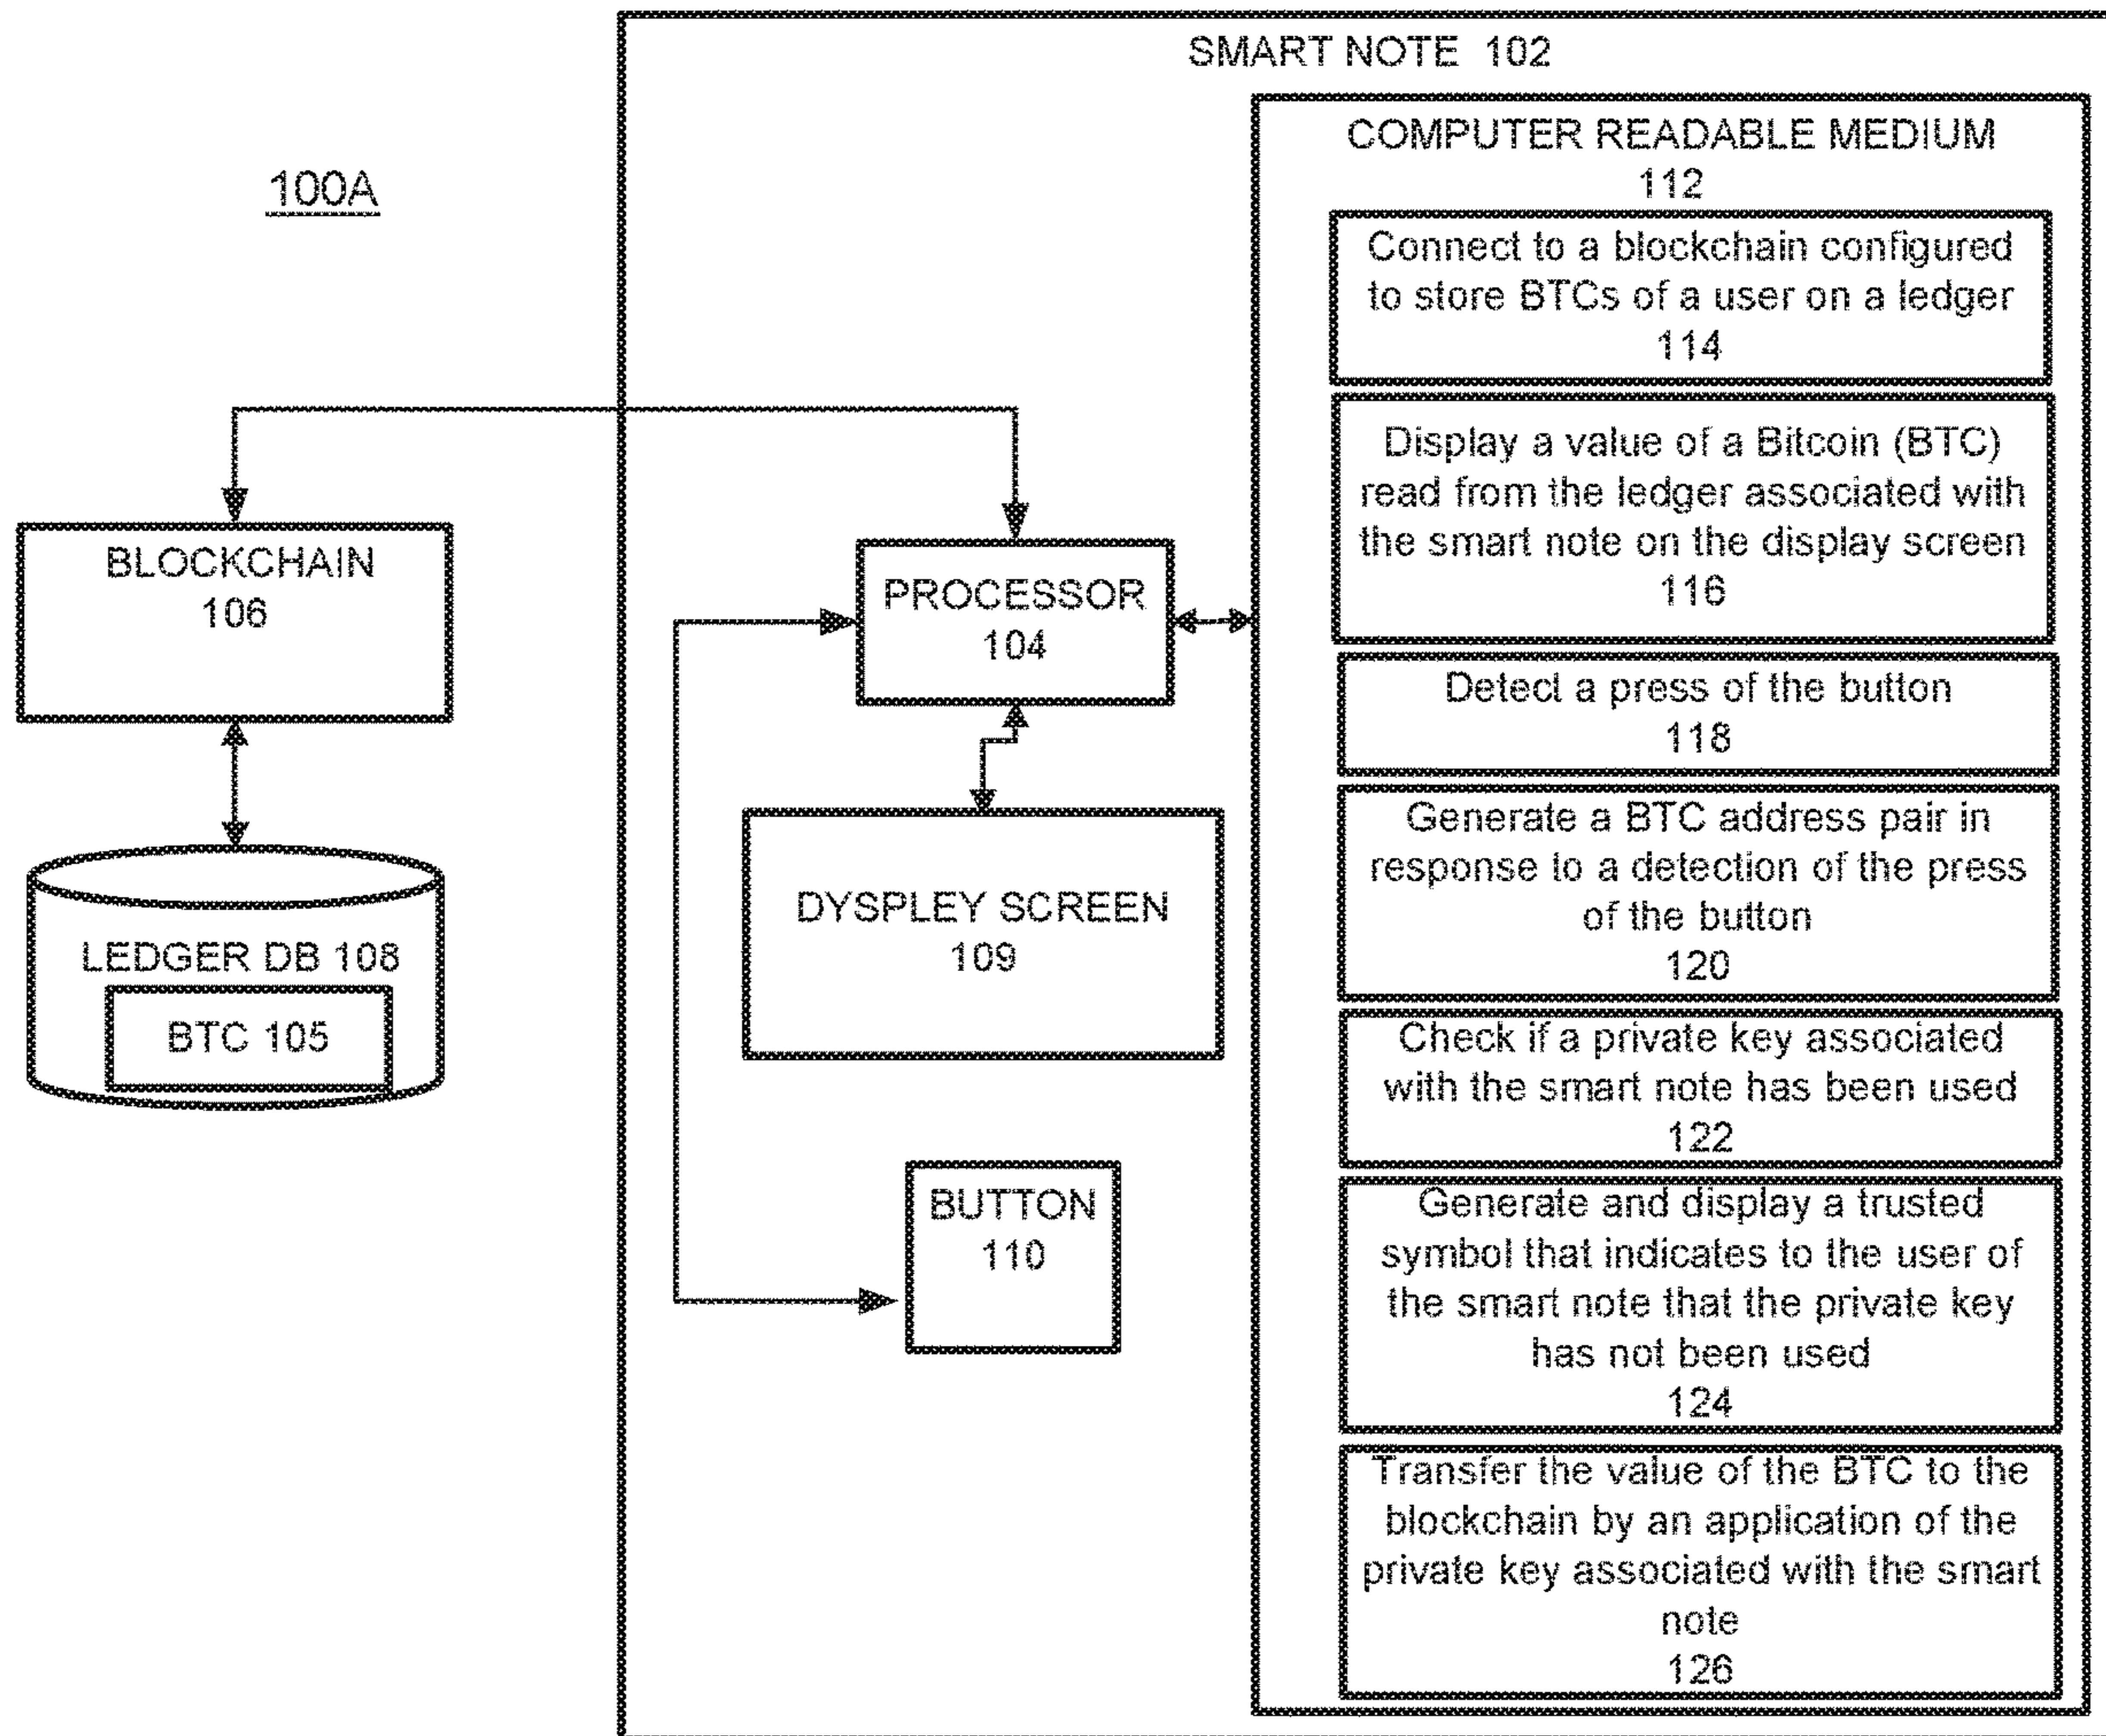 SMART NOTE 102
100A
COMPUTER READABLE MEDIUM
112
Connect to a blockchain configured
to store BTCs of a user on a ledger
114
Display a value of a Bitcoin (BTC)
read from the ledger associated with
the smart note on the display screen
116
Detect a press of the button
118
Generate a BTC address pair in
response to a detection of the press
of the button
120
Check if a private key associated
with the smart note has been used
122
Generate and display a trusted
symbol that indicates to the user of
the smart note that the private key
has not been used
124
Transfer the value of the BTC to the
blockchain by an application of the
private key associated with the smart
note
126
BLOCKCHAIN
106
PROCESSOR
104
LEDGER DB 108
BTC 105
DYSPLEY SCREEN
109
BUTTON
110